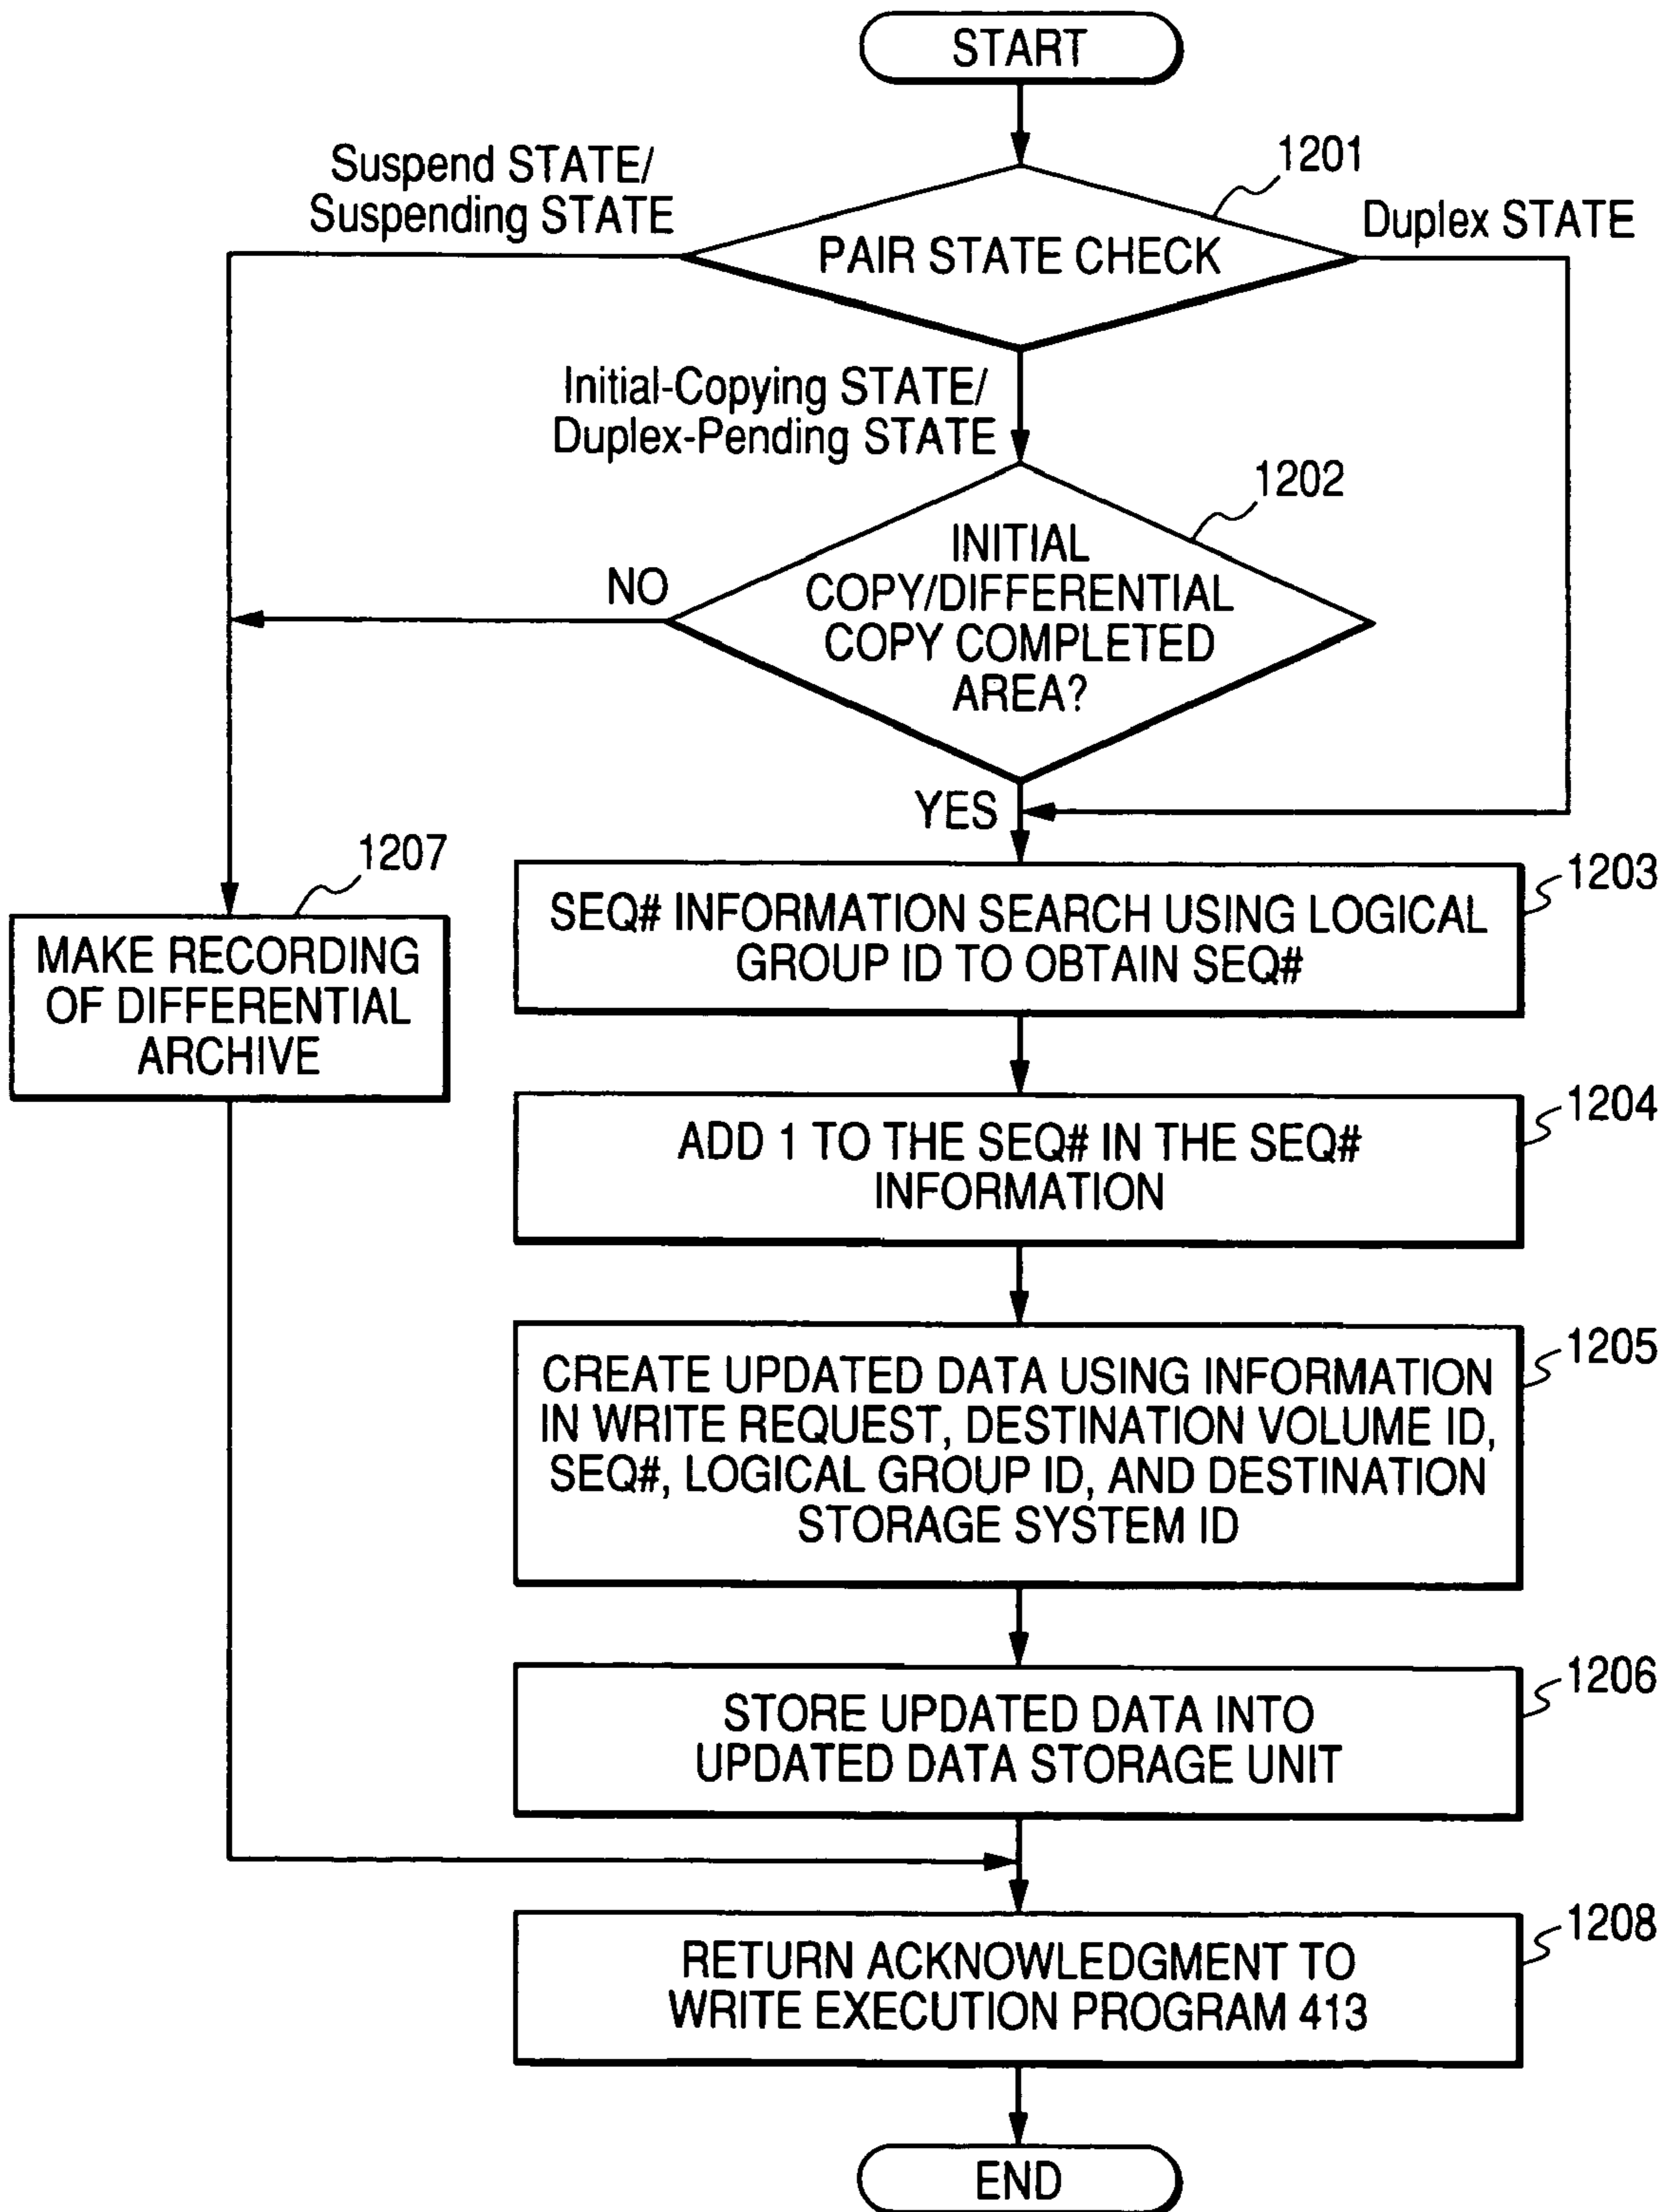 START
1201
Suspend STATE/
Suspending STATE
Duplex STATE
PAIR STATE CHECK
Initial-Copying STATE/
Duplex-Pending STATE
1202
INITIAL
COPY/DIFFERENTIAL
COPY COMPLETED
AREA?
NO
YES
1207
MAKE RECORDING
OF DIFFERENTIAL
ARCHIVE
1203
SEQ# INFORMATION SEARCH USING LOGICAL
GROUP ID TO OBTAIN SEQ#
1204
ADD 1 TO THE SEQ# IN THE SEQ#
INFORMATION
1205
CREATE UPDATED DATA USING INFORMATION
IN WRITE REQUEST, DESTINATION VOLUME ID,
SEQ#, LOGICAL GROUP ID, AND DESTINATION
STORAGE SYSTEM ID
1206
STORE UPDATED DATA INTO
UPDATED DATA STORAGE UNIT
1208
RETURN ACKNOWLEDGMENT TO
WRITE EXECUTION PROGRAM 413
END